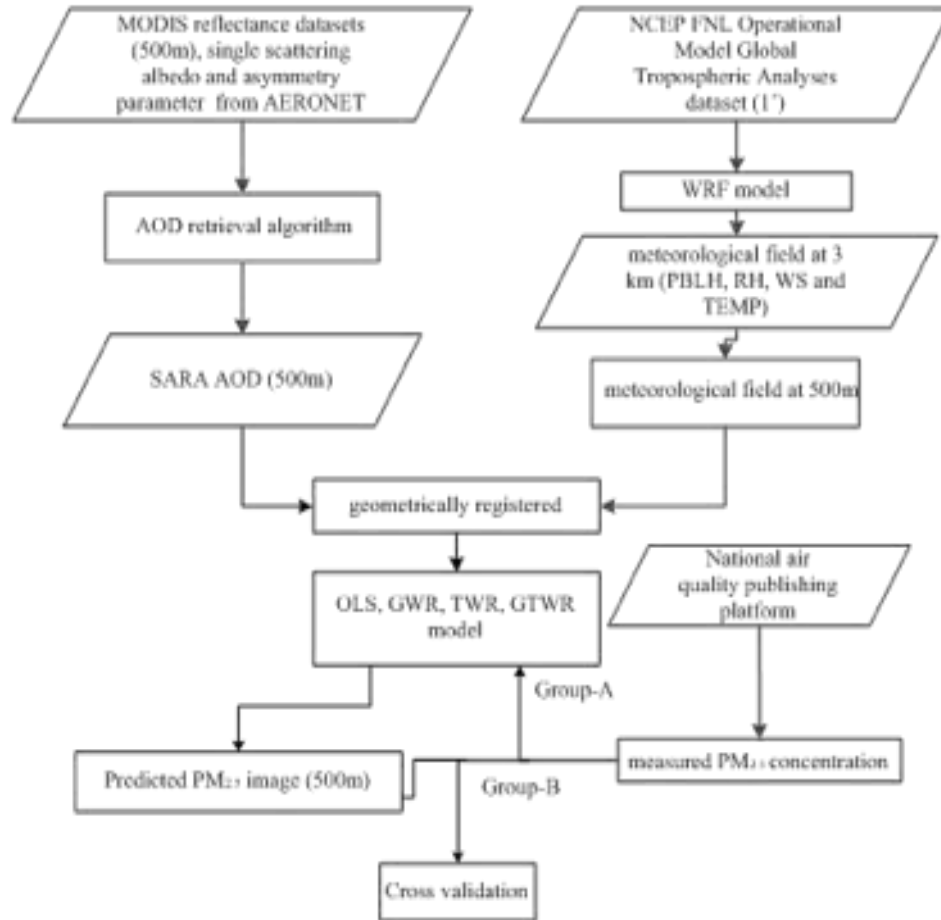 MODIS reflectance datasets
(500m), single scattering
albedo and asymmetry
parameter from AERONET
NCEP FNL Operational
Model Global
Tropospheric Analyses
dataset (1°)
WRF model
AOD retrieval algorithm
meteorological field at 3
km (PBLH, RH, WS and
TEMP)
SARA AOD (500m)
meteorological field at 500m
geometrically registered
National air
quality publishing
platform
OLS, GWR, TWR, GTWR
model
Group-A
Predicted PM₂.₅ image (500m)
Group-B
measured PM₂.₅ concentration
Cross validation